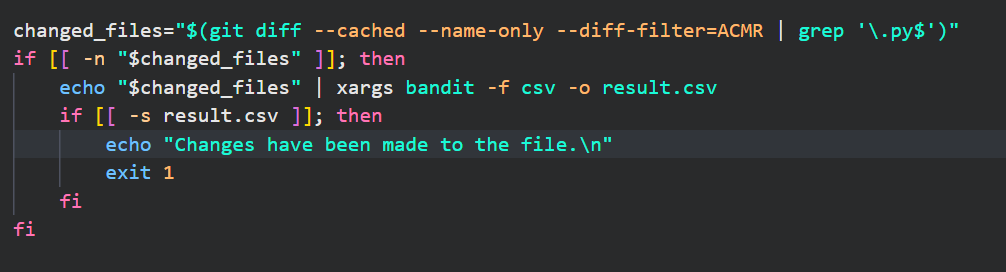 changed_files="$(git diff --cached --name-only --diff-filter=ACMR | grep '\.py$')"
if [[ -n "$changed_files" ]]; then
    echo "$changed_files" | xargs bandit -f csv -o result.csv
    if [[ -s result.csv ]]; then
        echo "Changes have been made to the file.\n"
        exit 1
    fi
fi